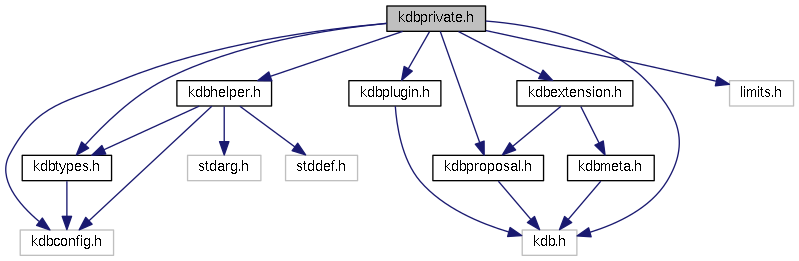 kdbprivate.h
kdbhelper.h
kdbplugin.h
kdbextension.h
limits.h
kdbtypes.h
stdarg.h
stddef.h
kdbproposal.h
kdbmeta.h
kdbconfig.h
kdb.h